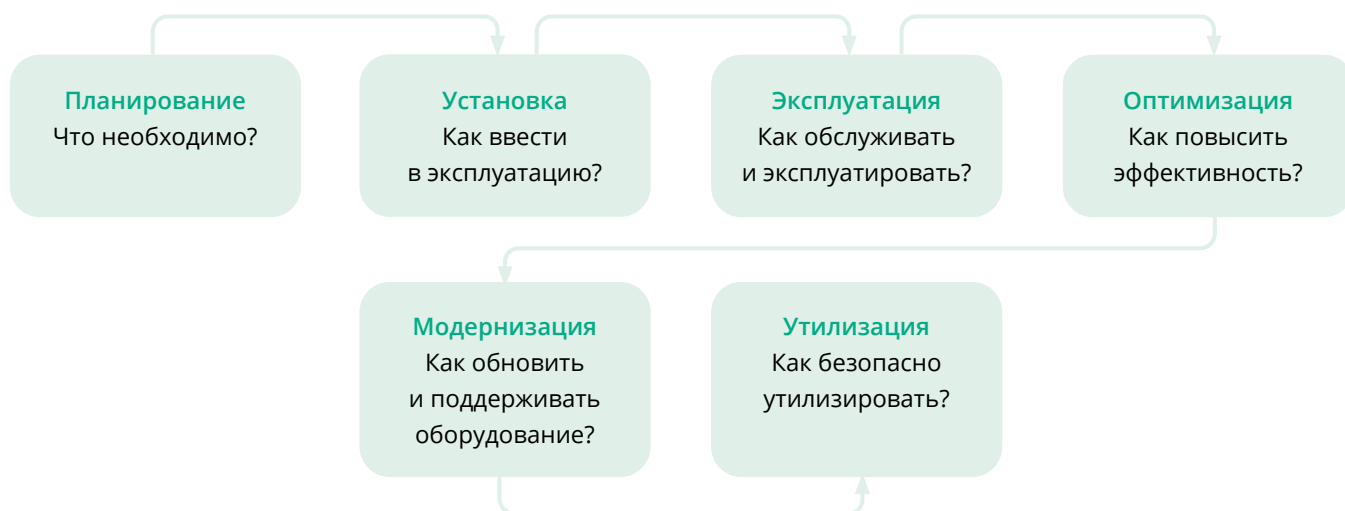 Планирование
Что необходимо?
Установка
Как ввести
в эксплуатацию?
Эксплуатация
Как обслуживать
и эксплуатировать?
Оптимизация
Как повысить
эффективность?
Модернизация
Как обновить
и поддерживать
оборудование?
Утилизация
Как безопасно
утилизировать?